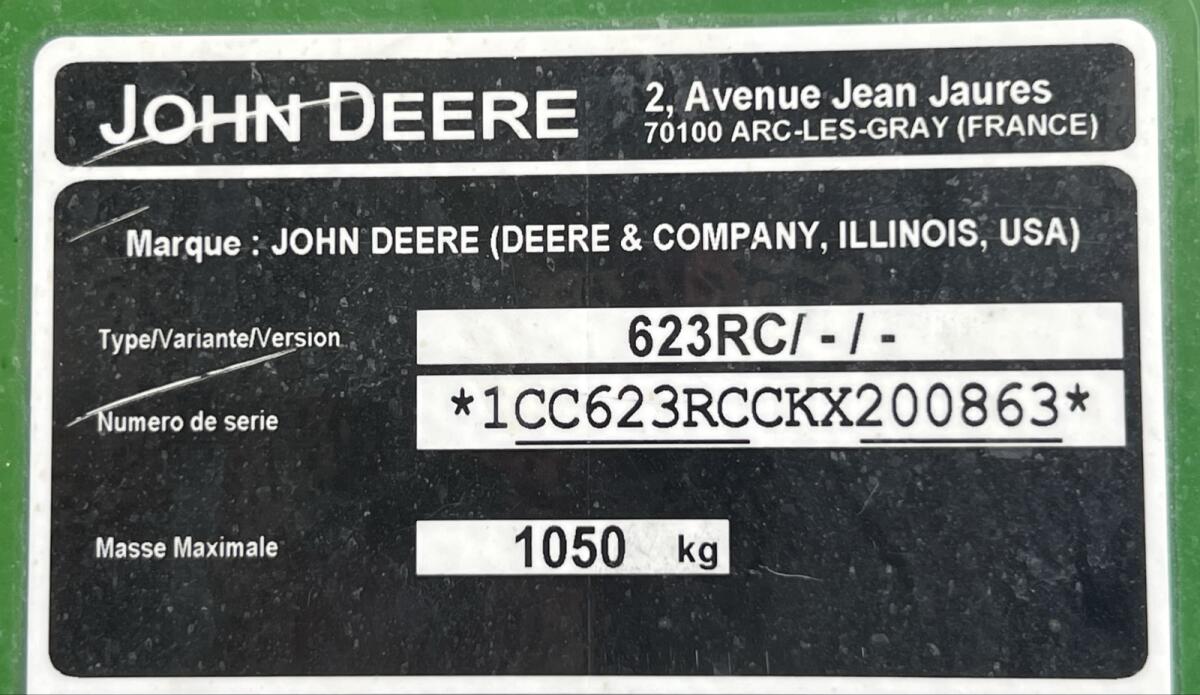 JOHN DEERE
2, Avenue Jean Jaures
70100 ARC-LES-GRAY (FRANCE)
Marque : JOHN DEERE (DEERE & COMPANY, ILLINOIS, USA)
Type/Variante/Version 623RC/ - / -
Numero de serie *1CC623RCCKX200863*
Masse Maximale 1050 kg